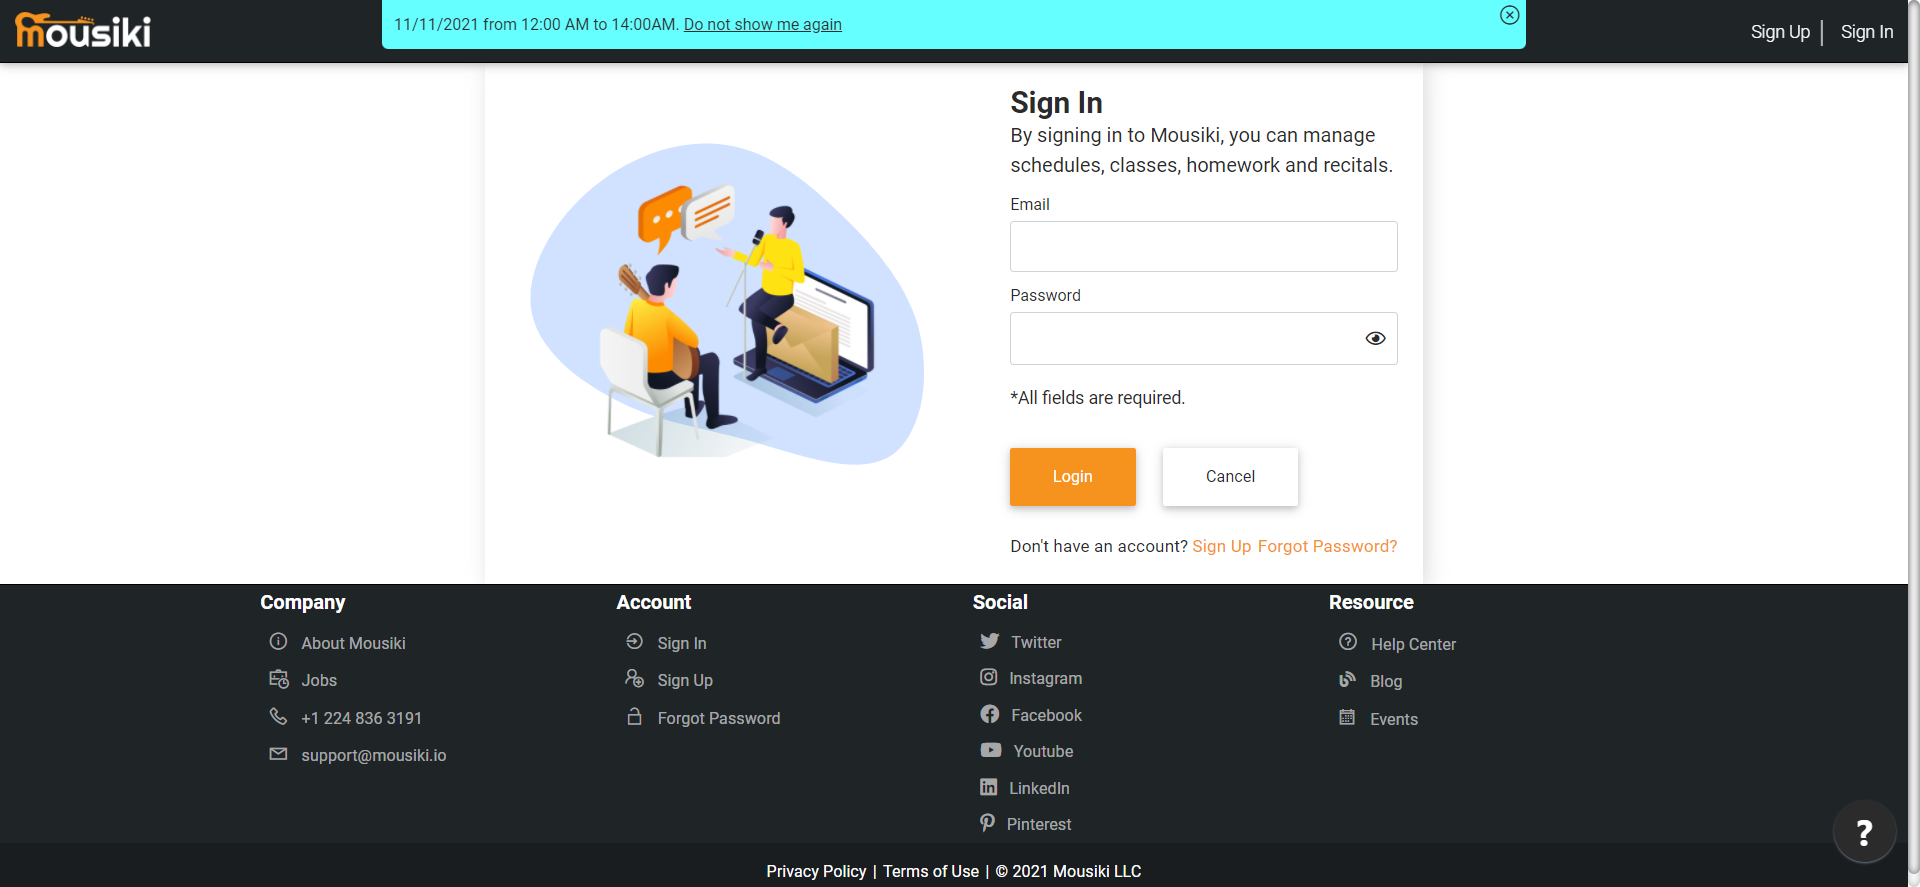 mousiki
11/11/2021 from 12:00 AM to 14:00AM. Do not show me again
Sign Up | Sign In
Sign In
By signing in to Mousiki, you can manage
schedules, classes, homework and recitals.
Email
Password
*All fields are required.
Login
Cancel
Don't have an account? Sign Up Forgot Password?
Company
About Mousiki
Jobs
+1 224 836 3191
support@mousiki.io
Account
Sign In
Sign Up
Forgot Password
Social
Twitter
Instagram
Facebook
Youtube
LinkedIn
Pinterest
Resource
Help Center
Blog
Events
?
Privacy Policy | Terms of Use | © 2021 Mousiki LLC